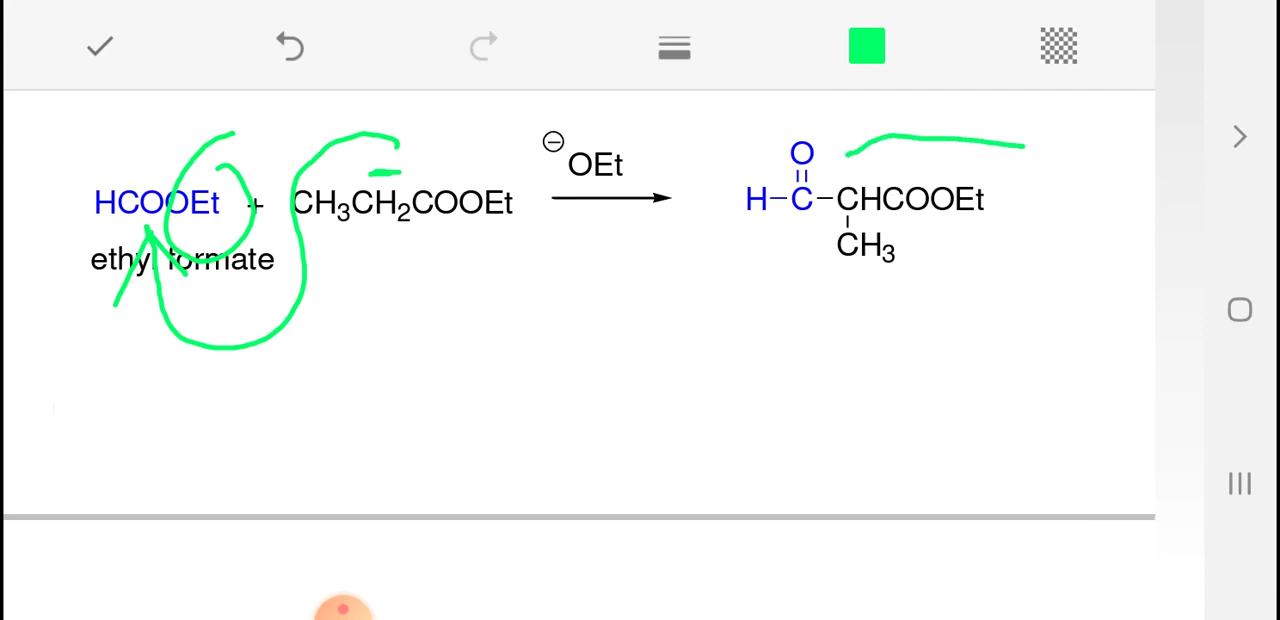 ⊖OEt
HCOOEt + CH₃CH₂COOEt
ethyl formate
O
H-C-CHCOOEt
CH₃